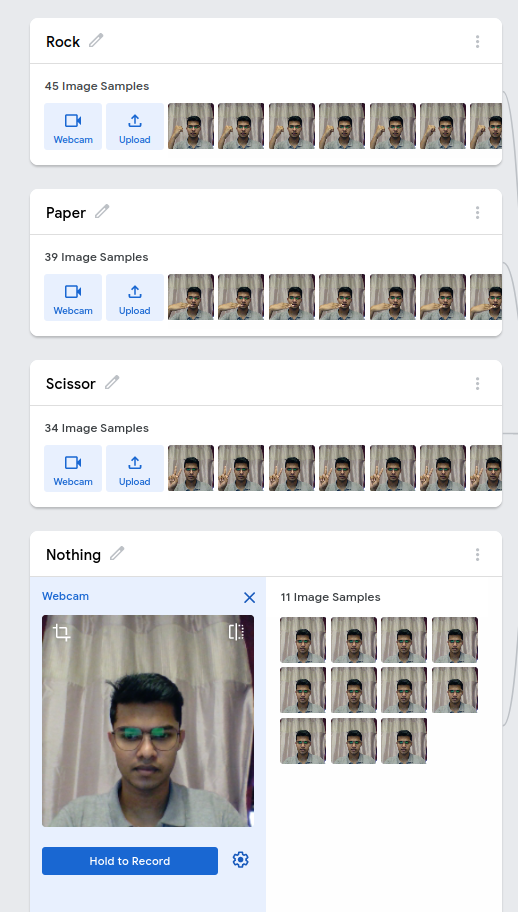 Rock
45 Image Samples
Webcam
Upload
Paper
39 Image Samples
Webcam
Upload
Scissor
34 Image Samples
Webcam
Upload
Nothing
Webcam
11 Image Samples
Hold to Record